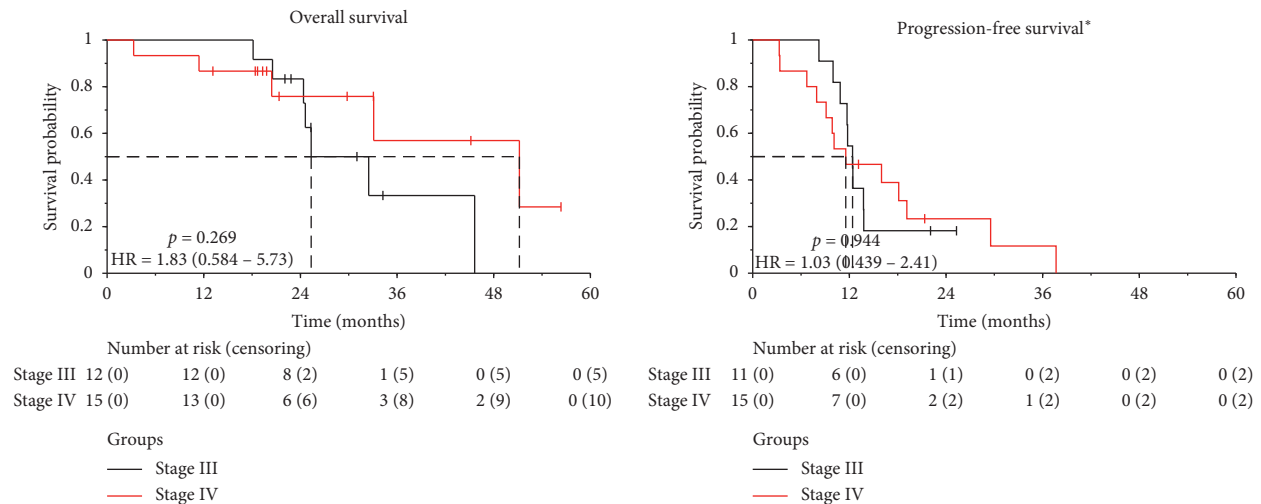 Overall survival
1
0.8
0.6
0.4
0.2
0
Survival probability
p = 0.269
HR = 1.83 (0.584 – 5.73)
0 12 24 36 48 60
Time (months)
Number at risk (censoring)
Stage III 12 (0) 12 (0) 8 (2) 1 (5) 0 (5) 0 (5)
Stage IV 15 (0) 13 (0) 6 (6) 3 (8) 2 (9) 0 (10)
Groups
Stage III
Stage IV
Progression-free survival*
1
0.8
0.6
0.4
0.2
0
Survival probability
p = 0.944
HR = 1.03 (0.439 – 2.41)
0 12 24 36 48 60
Time (months)
Number at risk (censoring)
Stage III 11 (0) 6 (0) 1 (1) 0 (2) 0 (2) 0 (2)
Stage IV 15 (0) 7 (0) 2 (2) 1 (2) 0 (2) 0 (2)
Groups
Stage III
Stage IV